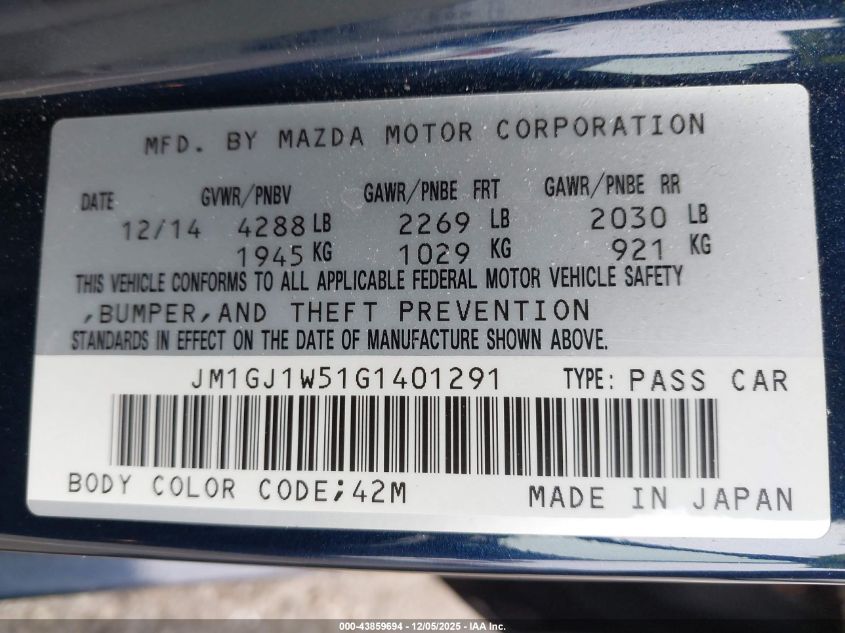 MFD. BY MAZDA MOTOR CORPORATION
DATE GVWR/PNBV GAWR/PNBE FRT GAWR/PNBE RR
12/14 4288 LB 2269 LB 2030 LB
1945 KG 1029 KG 921 KG
THIS VEHICLE CONFORMS TO ALL APPLICABLE FEDERAL MOTOR VEHICLE SAFETY
,BUMPER,AND THEFT PREVENTION
STANDARDS IN EFFECT ON THE DATE OF MANUFACTURE SHOWN ABOVE.
JM1GJ1W51G1401291 TYPE: PASS CAR
BODY COLOR CODE;42M MADE IN JAPAN
000-43859694 - 12/05/2025 - IAA Inc.